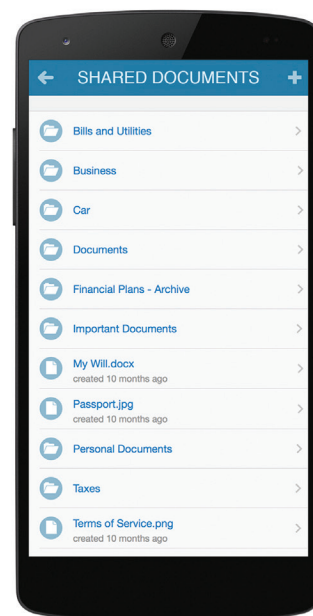 SHARED DOCUMENTS
Bills and Utilities
Business
Car
Documents
Financial Plans - Archive
Important Documents
My Will.docx
created 10 months ago
Passport.jpg
created 10 months ago
Personal Documents
Taxes
Terms of Service.png
created 10 months ago